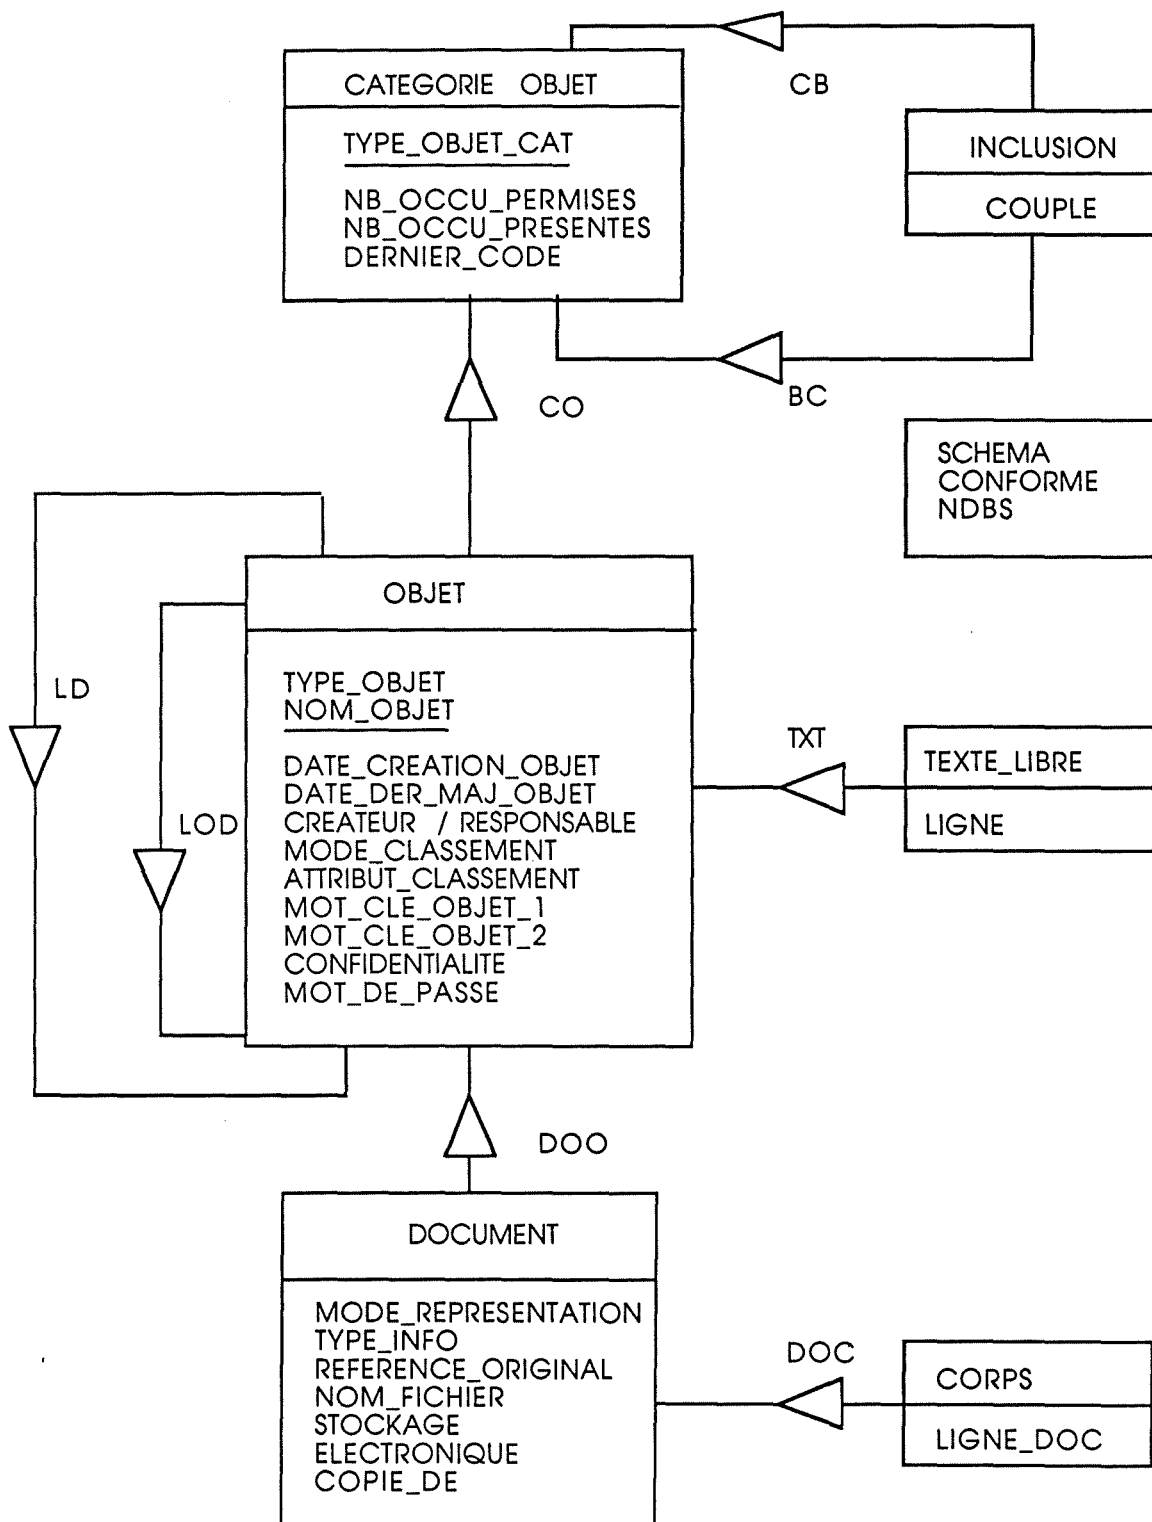 CATEGORIE OBJET
TYPE_OBJET_CAT
NB_OCCU_PERMISES
NB_OCCU_PRESENTES
DERNIER_CODE
CB
INCLUSION
COUPLE
BC
CO
SCHEMA
CONFORME
NDBS
OBJET
TYPE_OBJET
NOM_OBJET
DATE_CREATION_OBJET
DATE_DER_MAJ_OBJET
CREATEUR / RESPONSABLE
MODE_CLASSEMENT
ATTRIBUT_CLASSEMENT
MOT_CLE_OBJET_1
MOT_CLE_OBJET_2
CONFIDENTIALITE
MOT_DE_PASSE
LD
LOD
TXT
TEXTE_LIBRE
LIGNE
DOO
DOCUMENT
MODE_REPRESENTATION
TYPE_INFO
REFERENCE_ORIGINAL
NOM_FICHIER
STOCKAGE
ELECTRONIQUE
COPIE_DE
DOC
CORPS
LIGNE_DOC